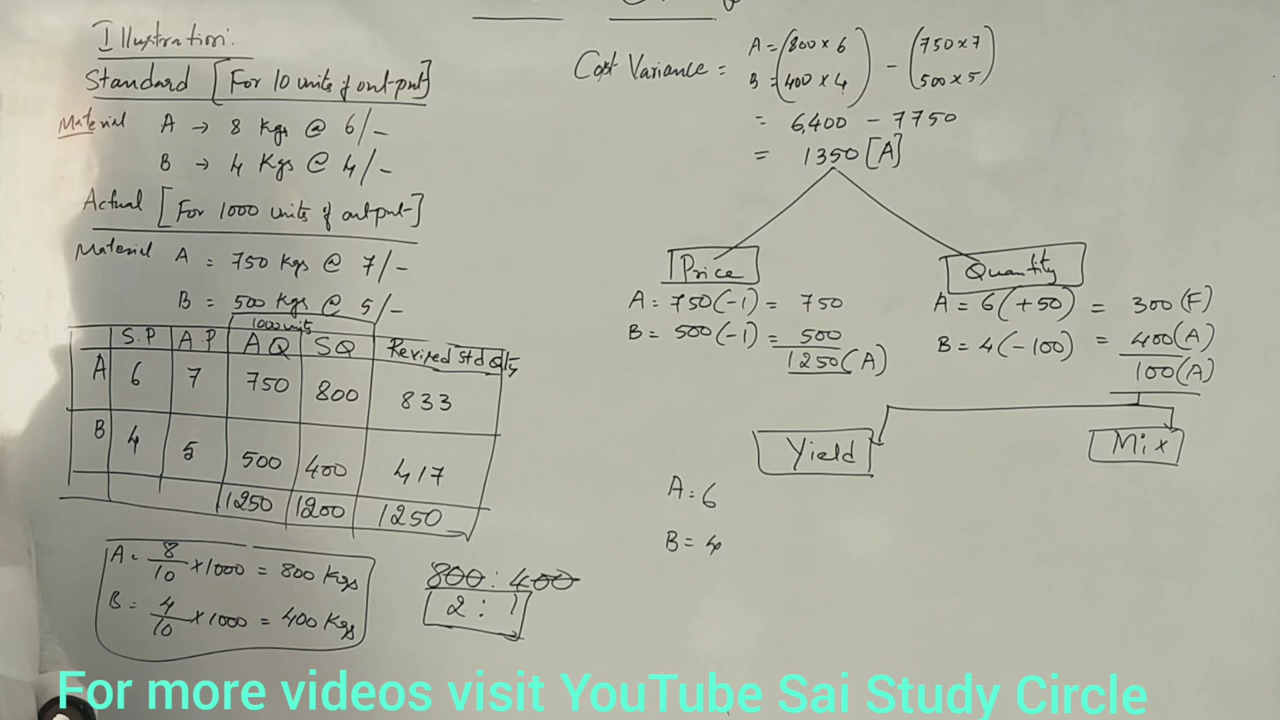 Illustration:
Standard [For 10 units of out-put]
Material A → 8 Kgs @ 6/-
B → 4 Kgs @ 4/-
Actual [For 1000 units of out-put]
Material A = 750 Kgs @ 7/-
B = 500 Kgs @ 5/-
1000 units
S.P A.P AQ SQ Revised Std Qty
A 6 7 750 800 833
B 4 5 500 400 417
1250 1200 1250
A = 8/10 × 1000 = 800 Kgs
B = 4/10 × 1000 = 400 Kgs
800 : 400
2 : 1
Cost Variance = A = (800 × 6) - (750 × 7)
B = (400 × 4) (500 × 5)
= 6400 - 7750
= 1350 [A]
Price
A = 750(-1) = 750
B = 500(-1) = 500
1250(A)
Quantity
A = 6(+50) = 300(F)
B = 4(-100) = 400(A)
100(A)
Yield Mix
A = 6
B = 4
For more videos visit YouTube Sai Study Circle